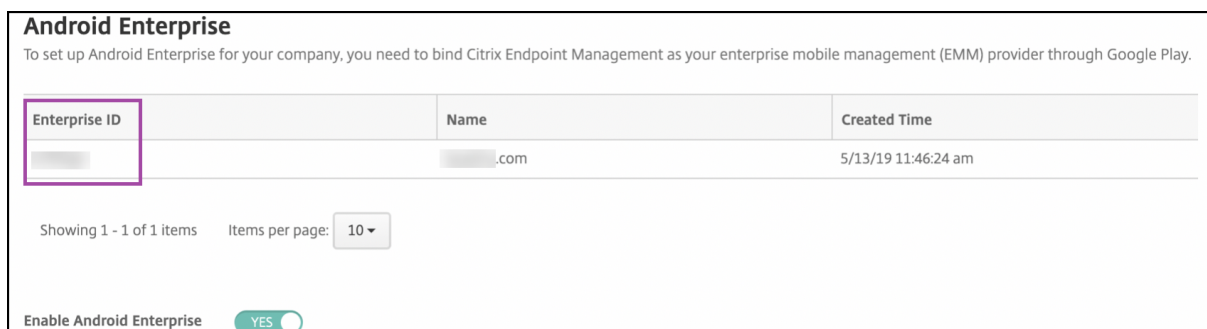 Android Enterprise
To set up Android Enterprise for your company, you need to bind Citrix Endpoint Management as your enterprise mobile management (EMM) provider through Google Play.
Enterprise ID Name Created Time
.com 5/13/19 11:46:24 am
Showing 1 - 1 of 1 items Items per page: 10
Enable Android Enterprise YES